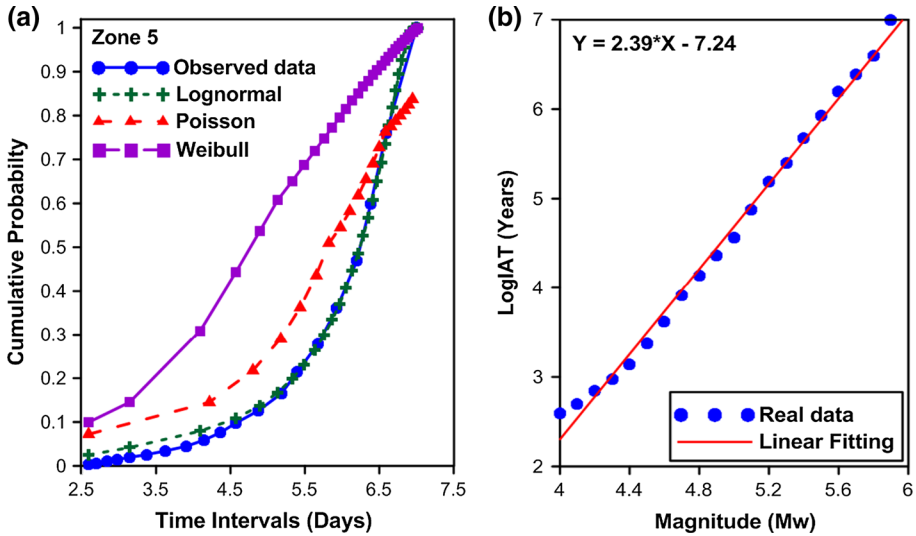 (a)
Zone 5
Observed data
Lognormal
Poisson
Weibull
Cumulative Probabilty
1
0.9
0.8
0.7
0.6
0.5
0.4
0.3
0.2
0.1
0
2.5 3.5 4.5 5.5 6.5 7.5
Time Intervals (Days)
(b)
Y = 2.39*X - 7.24
LogIAT (Years)
7
6
5
4
3
2
Real data
Linear Fitting
4 4.4 4.8 5.2 5.6 6
Magnitude (Mw)